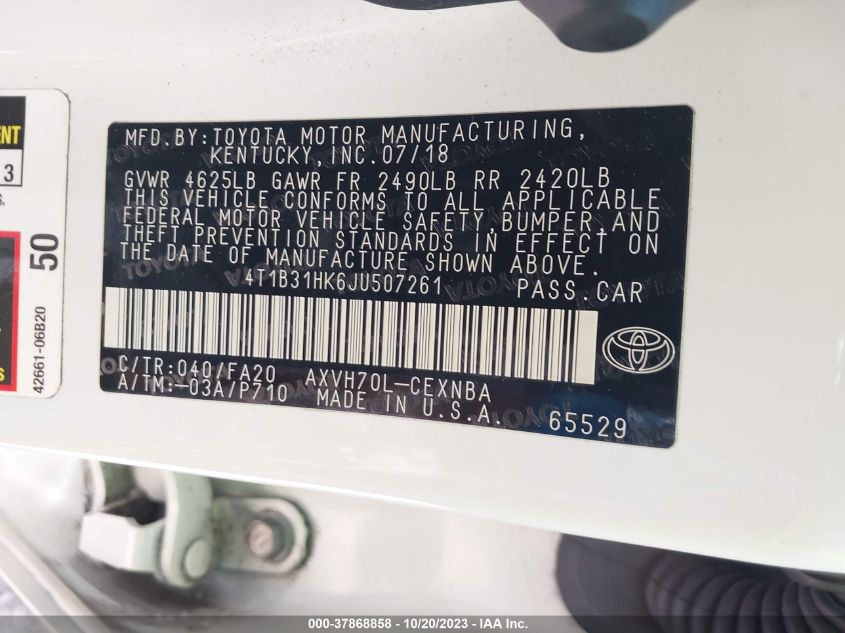 ENT
13
S.
50
42661-06B20
S
MFD.BY:TOYOTA MOTOR MANUFACTURING,
KENTUCKY,INC.07/18
GVWR 4625LB GAWR FR 2490LB RR 2420LB
THIS VEHICLE CONFORMS TO ALL APPLICABLE
FEDERAL MOTOR VEHICLE SAFETY,BUMPER,AND
THEFT PREVENTION STANDARDS IN EFFECT ON
THE DATE OF MANUFACTURE SHOWN ABOVE.
4T1B31HK6JU507261 PASS.CAR
C/TR:040/FA20 AXVH70L-CEXNBA
A/TM:-03A/P710 MADE IN U.S.A. 65529
000-37868858 - 10/20/2023 - IAA Inc.